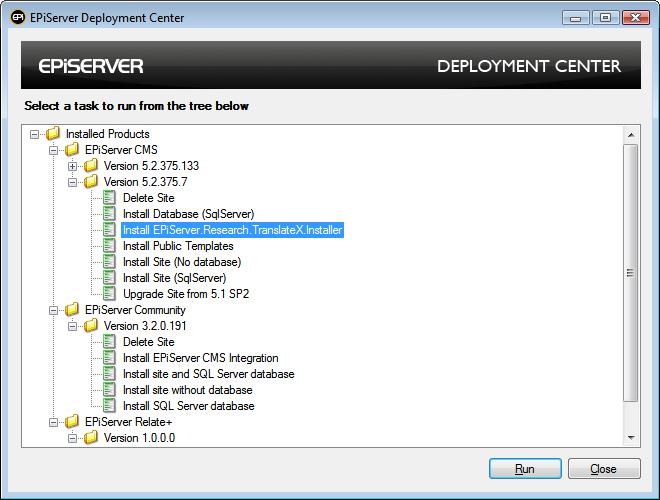 EPi EPiServer Deployment Center
EPiSERVER DEPLOYMENT CENTER
Select a task to run from the tree below
Installed Products
EPiServer CMS
Version 5.2.375.133
Version 5.2.375.7
Delete Site
Install Database (SqlServer)
Install EPiServer.Research.TranslateX.Installer
Install Public Templates
Install Site (No database)
Install Site (SqlServer)
Upgrade Site from 5.1 SP2
EPiServer Community
Version 3.2.0.191
Delete Site
Install EPiServer CMS Integration
Install site and SQL Server database
Install site without database
Install SQL Server database
EPiServer Relate+
Version 1.0.0.0
Run Close